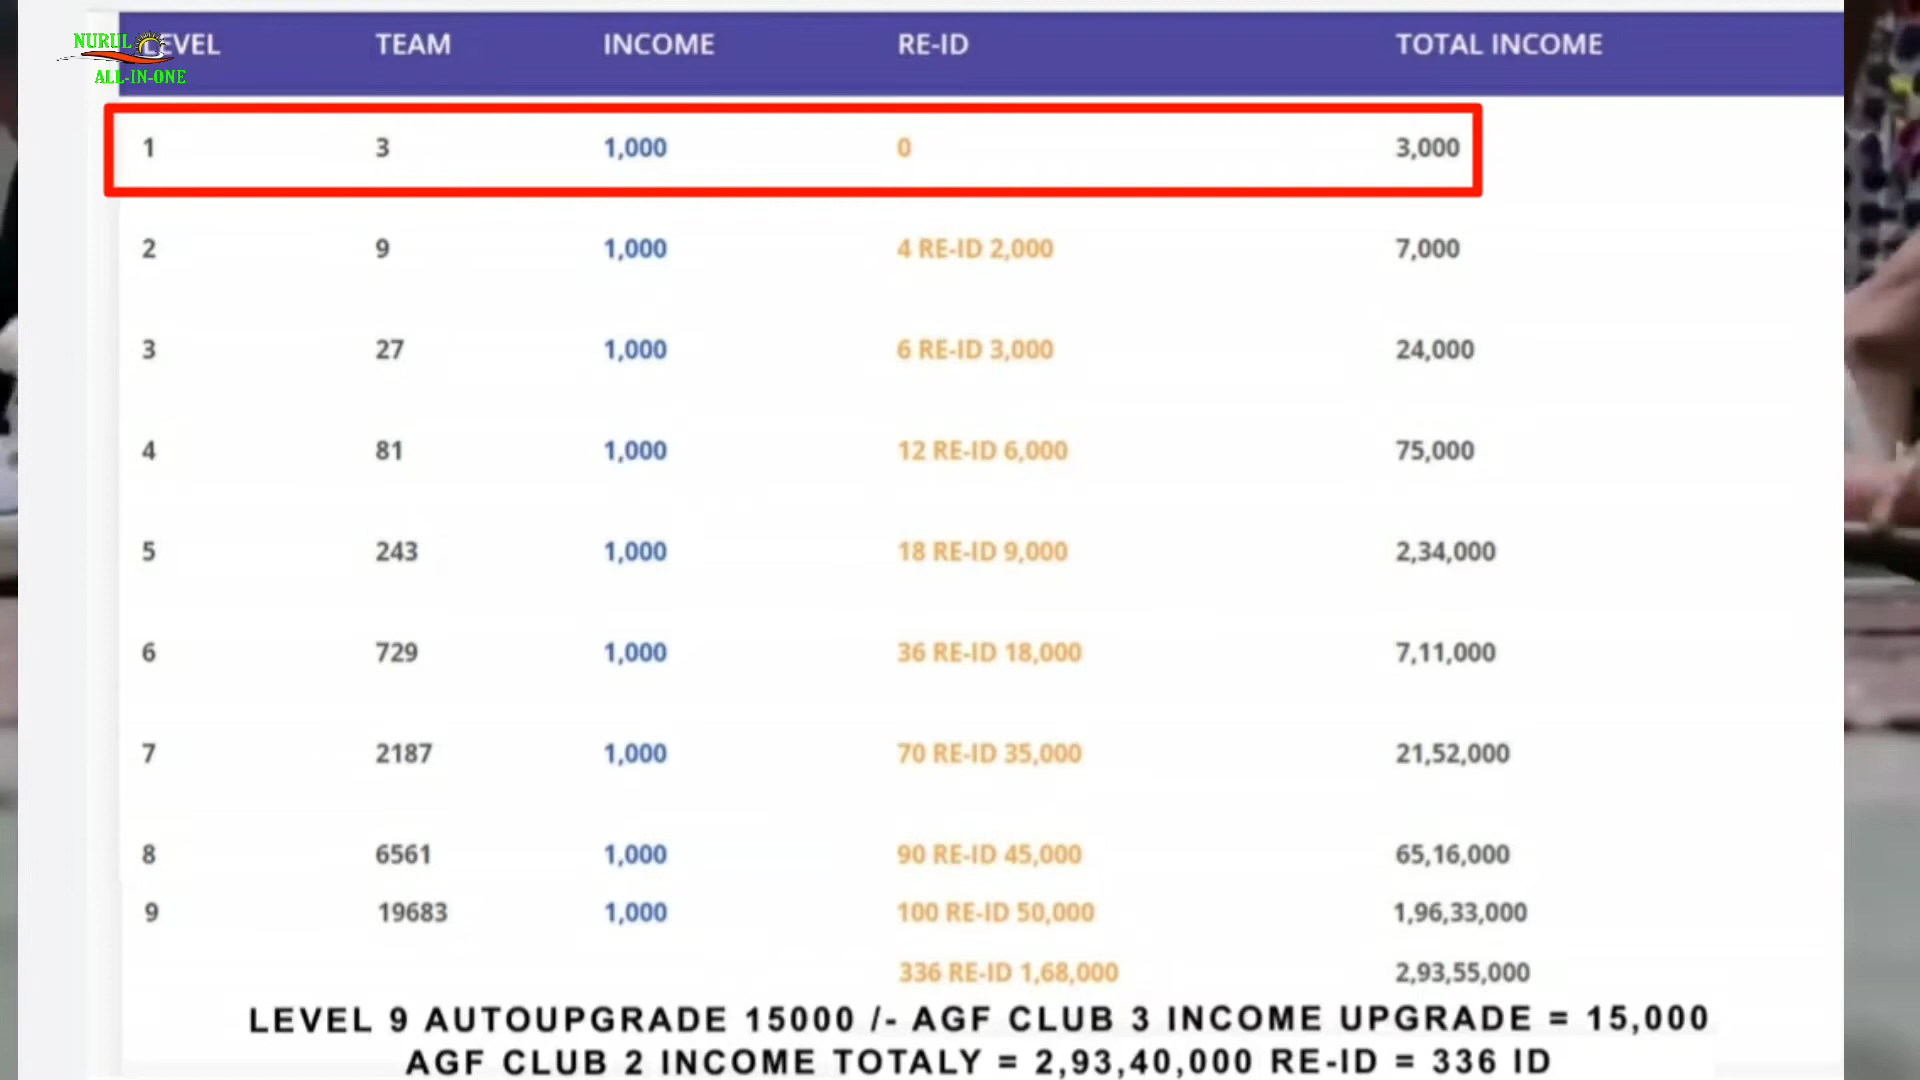 NURUL
ALL-IN-ONE
LEVEL TEAM INCOME RE-ID TOTAL INCOME
1 3 1,000 0 3,000
2 9 1,000 4 RE-ID 2,000 7,000
3 27 1,000 6 RE-ID 3,000 24,000
4 81 1,000 12 RE-ID 6,000 75,000
5 243 1,000 18 RE-ID 9,000 2,34,000
6 729 1,000 36 RE-ID 18,000 7,11,000
7 2187 1,000 70 RE-ID 35,000 21,52,000
8 6561 1,000 90 RE-ID 45,000 65,16,000
9 19683 1,000 100 RE-ID 50,000 1,96,33,000
336 RE-ID 1,68,000 2,93,55,000
LEVEL 9 AUTOUPGRADE 15000 /- AGF CLUB 3 INCOME UPGRADE = 15,000
AGF CLUB 2 INCOME TOTALY = 2,93,40,000 RE-ID = 336 ID